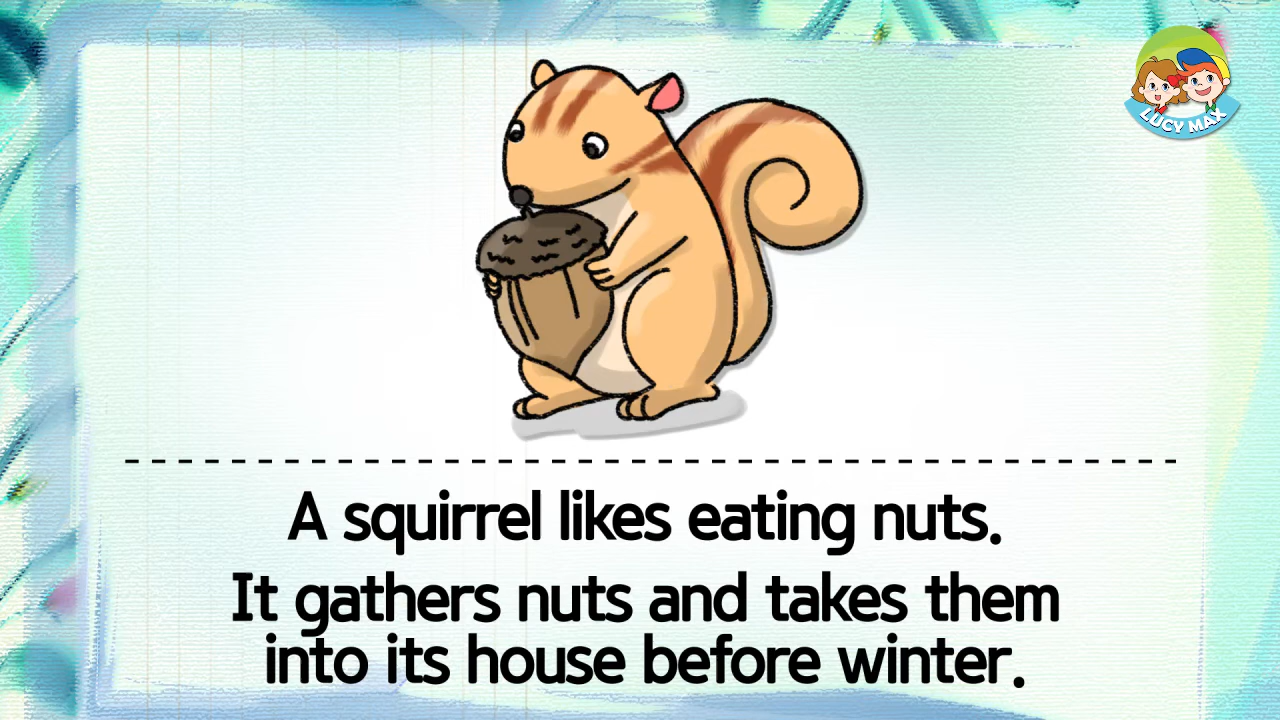 LUCY MAX
A squirrel likes eating nuts.
It gathers nuts and takes them
into its house before winter.